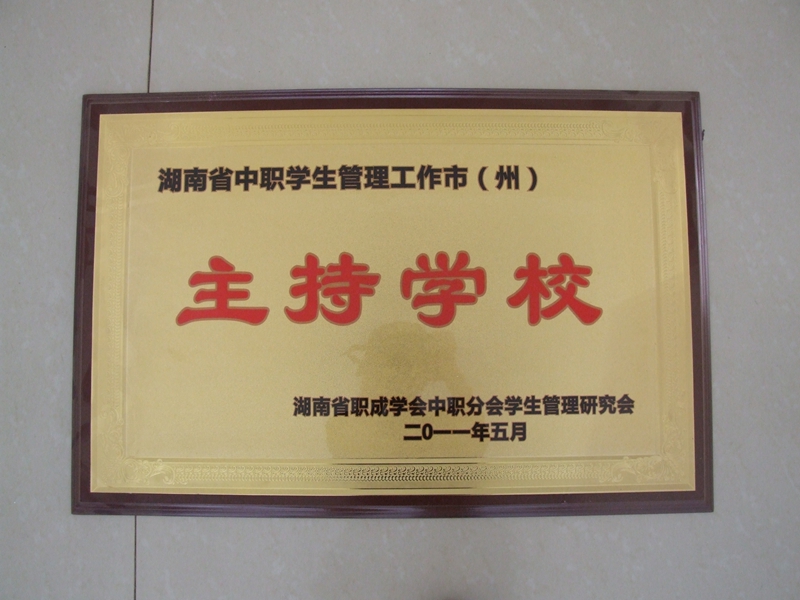 湖南省中职学生管理工作市（州）
主持学校
湖南省职成学会中职分会学生管理研究会
二0一一年五月